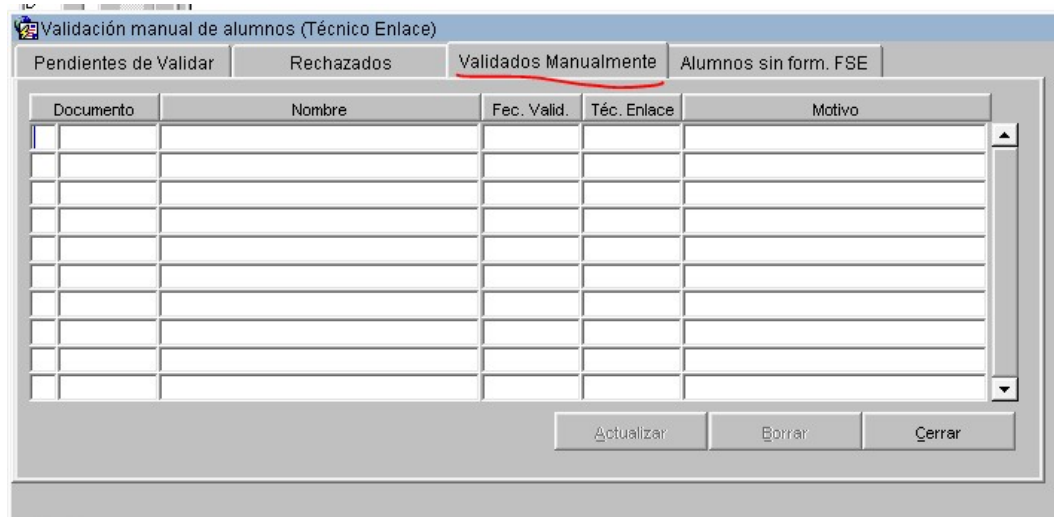 Validación manual de alumnos (Técnico Enlace)
Pendientes de Validar Rechazados Validados Manualmente Alumnos sin form. FSE
Documento Nombre Fec. Valid. Téc. Enlace Motivo
Actualizar Borrar Cerrar